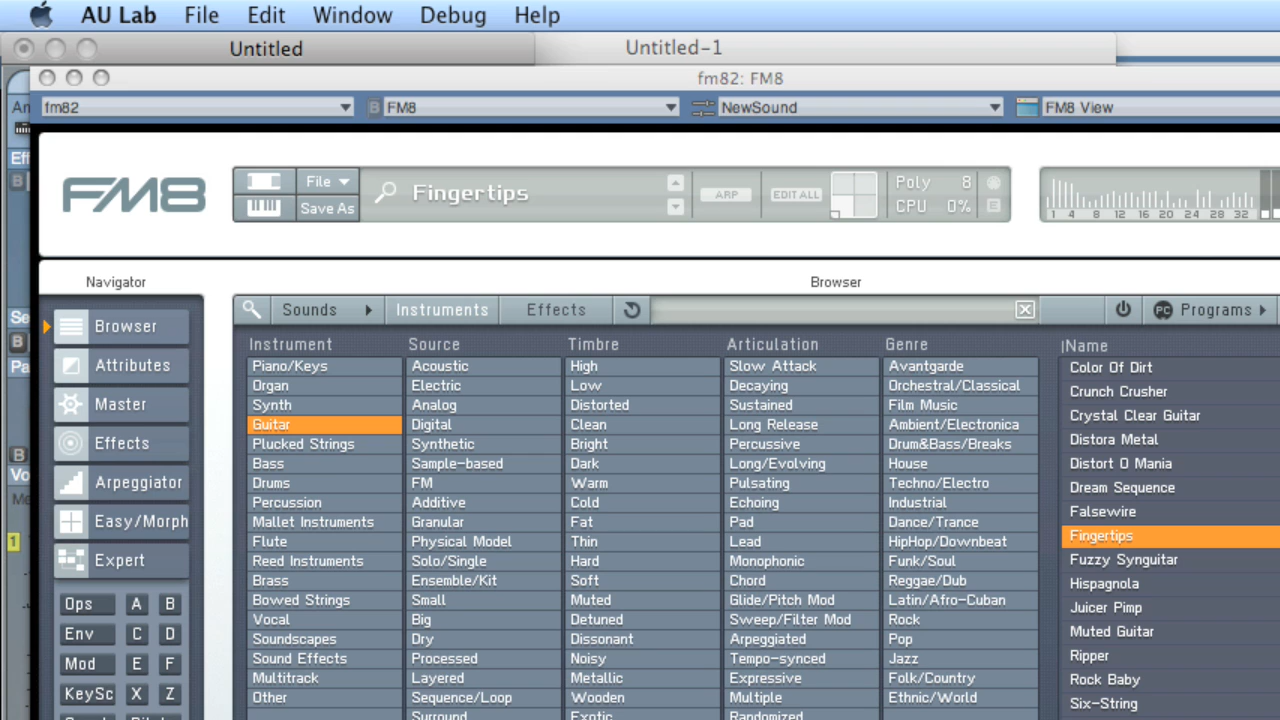 AU Lab File Edit Window Debug Help
Untitled Untitled-1
fm82: FM8
fm82 B FM8 NewSound FM8 View
FM8 File Save As Fingertips ARP EDIT ALL Poly 8 CPU 0%
1 4 8 12 16 20 24 28 32
Navigator Browser
Browser
Attributes
Master
Effects
Arpeggiator
Easy/Morph
Expert
Ops A B
Env C D
Mod E F
KeySc X Z
Sounds Instruments Effects PC Programs
Instrument
Piano/Keys
Organ
Synth
Guitar
Plucked Strings
Bass
Drums
Percussion
Mallet Instruments
Flute
Reed Instruments
Brass
Bowed Strings
Vocal
Soundscapes
Sound Effects
Multitrack
Other
Source
Acoustic
Electric
Analog
Digital
Synthetic
Sample-based
FM
Additive
Granular
Physical Model
Solo/Single
Ensemble/Kit
Small
Big
Dry
Processed
Layered
Sequence/Loop
Surround
Timbre
High
Low
Distorted
Clean
Bright
Dark
Warm
Cold
Fat
Thin
Hard
Soft
Muted
Detuned
Dissonant
Noisy
Metallic
Wooden
Exotic
Articulation
Slow Attack
Decaying
Sustained
Long Release
Percussive
Long/Evolving
Pulsating
Echoing
Pad
Lead
Monophonic
Chord
Glide/Pitch Mod
Sweep/Filter Mod
Arpeggiated
Tempo-synced
Expressive
Multiple
Randomized
Genre
Avantgarde
Orchestral/Classical
Film Music
Ambient/Electronica
Drum&Bass/Breaks
House
Techno/Electro
Industrial
Dance/Trance
HipHop/Downbeat
Funk/Soul
Reggae/Dub
Latin/Afro-Cuban
Rock
Pop
Jazz
Folk/Country
Ethnic/World
Name
Color Of Dirt
Crunch Crusher
Crystal Clear Guitar
Distora Metal
Distort O Mania
Dream Sequence
Falsewire
Fingertips
Fuzzy Synguitar
Hispagnola
Juicer Pimp
Muted Guitar
Ripper
Rock Baby
Six-String